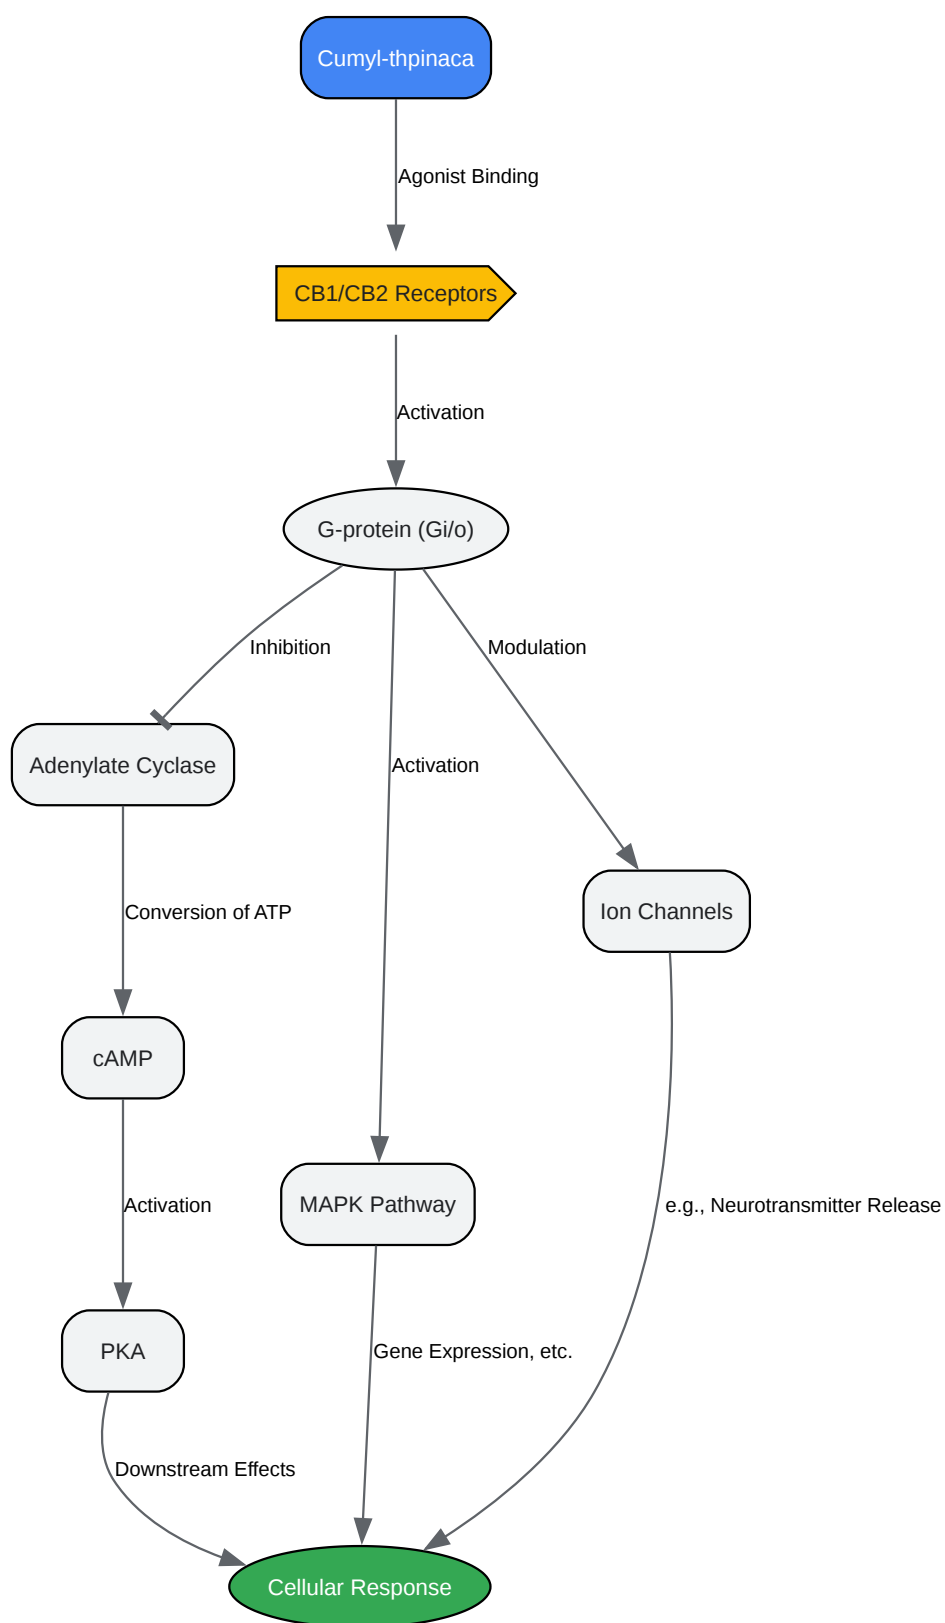 Cumyl-thpinaca
Agonist Binding
CB1/CB2 Receptors
Activation
G-protein (Gi/o)
Inhibition
Modulation
Adenylate Cyclase
Activation
Conversion of ATP
Ion Channels
cAMP
Activation
MAPK Pathway
e.g., Neurotransmitter Release
PKA
Gene Expression, etc.
Downstream Effects
Cellular Response